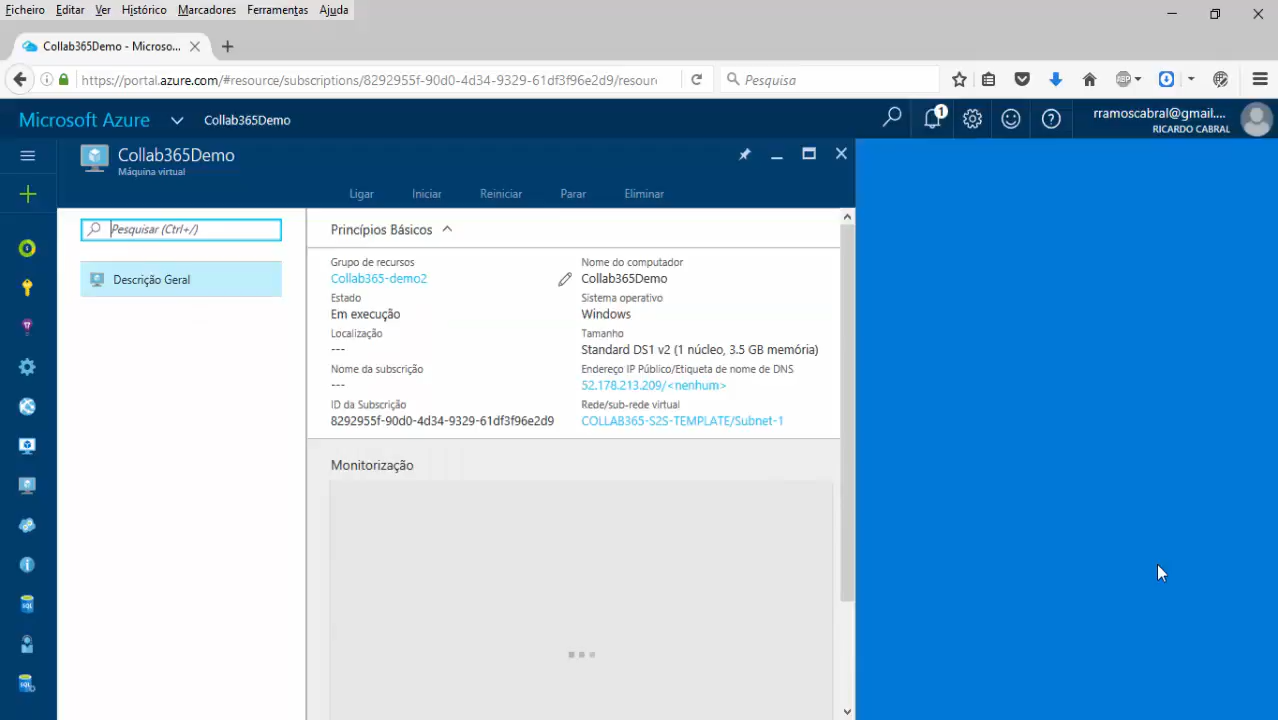 Ficheiro Editar Ver Histórico Marcadores Ferramentas Ajuda
Collab365Demo - Microso...
https://portal.azure.com/#resource/subscriptions/8292955f-90d0-4d34-9329-61df3f96e2d9/resour
Pesquisa
ABP
Microsoft Azure
Collab365Demo
1
rramoscabral@gmail....
RICARDO CABRAL
Collab365Demo
Máquina virtual
Ligar Iniciar Reiniciar Parar Eliminar
Pesquisar (Ctrl+/)
Descrição Geral
Princípios Básicos
Grupo de recursos
Collab365-demo2
Estado
Em execução
Localização
---
Nome da subscrição
---
ID da Subscrição
8292955f-90d0-4d34-9329-61df3f96e2d9
Nome do computador
Collab365Demo
Sistema operativo
Windows
Tamanho
Standard DS1 v2 (1 núcleo, 3.5 GB memória)
Endereço IP Público/Etiqueta de nome de DNS
52.178.213.209/<nenhum>
Rede/sub-rede virtual
COLLAB365-S2S-TEMPLATE/Subnet-1
Monitorização
SQL
SQL